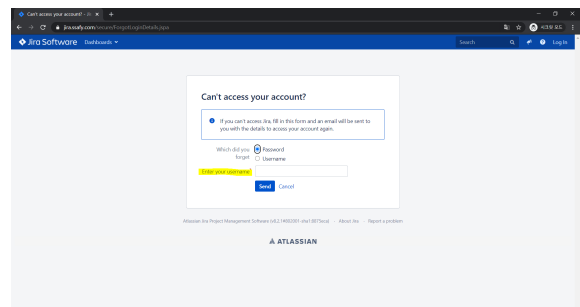 Can't access your account? - Ji
jira.ssafy.com/secure/ForgotLoginDetails.jspa
Jira Software Dashboards
Search
Log In
Can't access your account?
If you can't access Jira, fill in this form and an email will be sent to
you with the details to access your account again.
Which did you forget
Password
Username
Enter your username
Send Cancel
Atlassian Jira Project Management Software · About Jira · Report a problem
ATLASSIAN